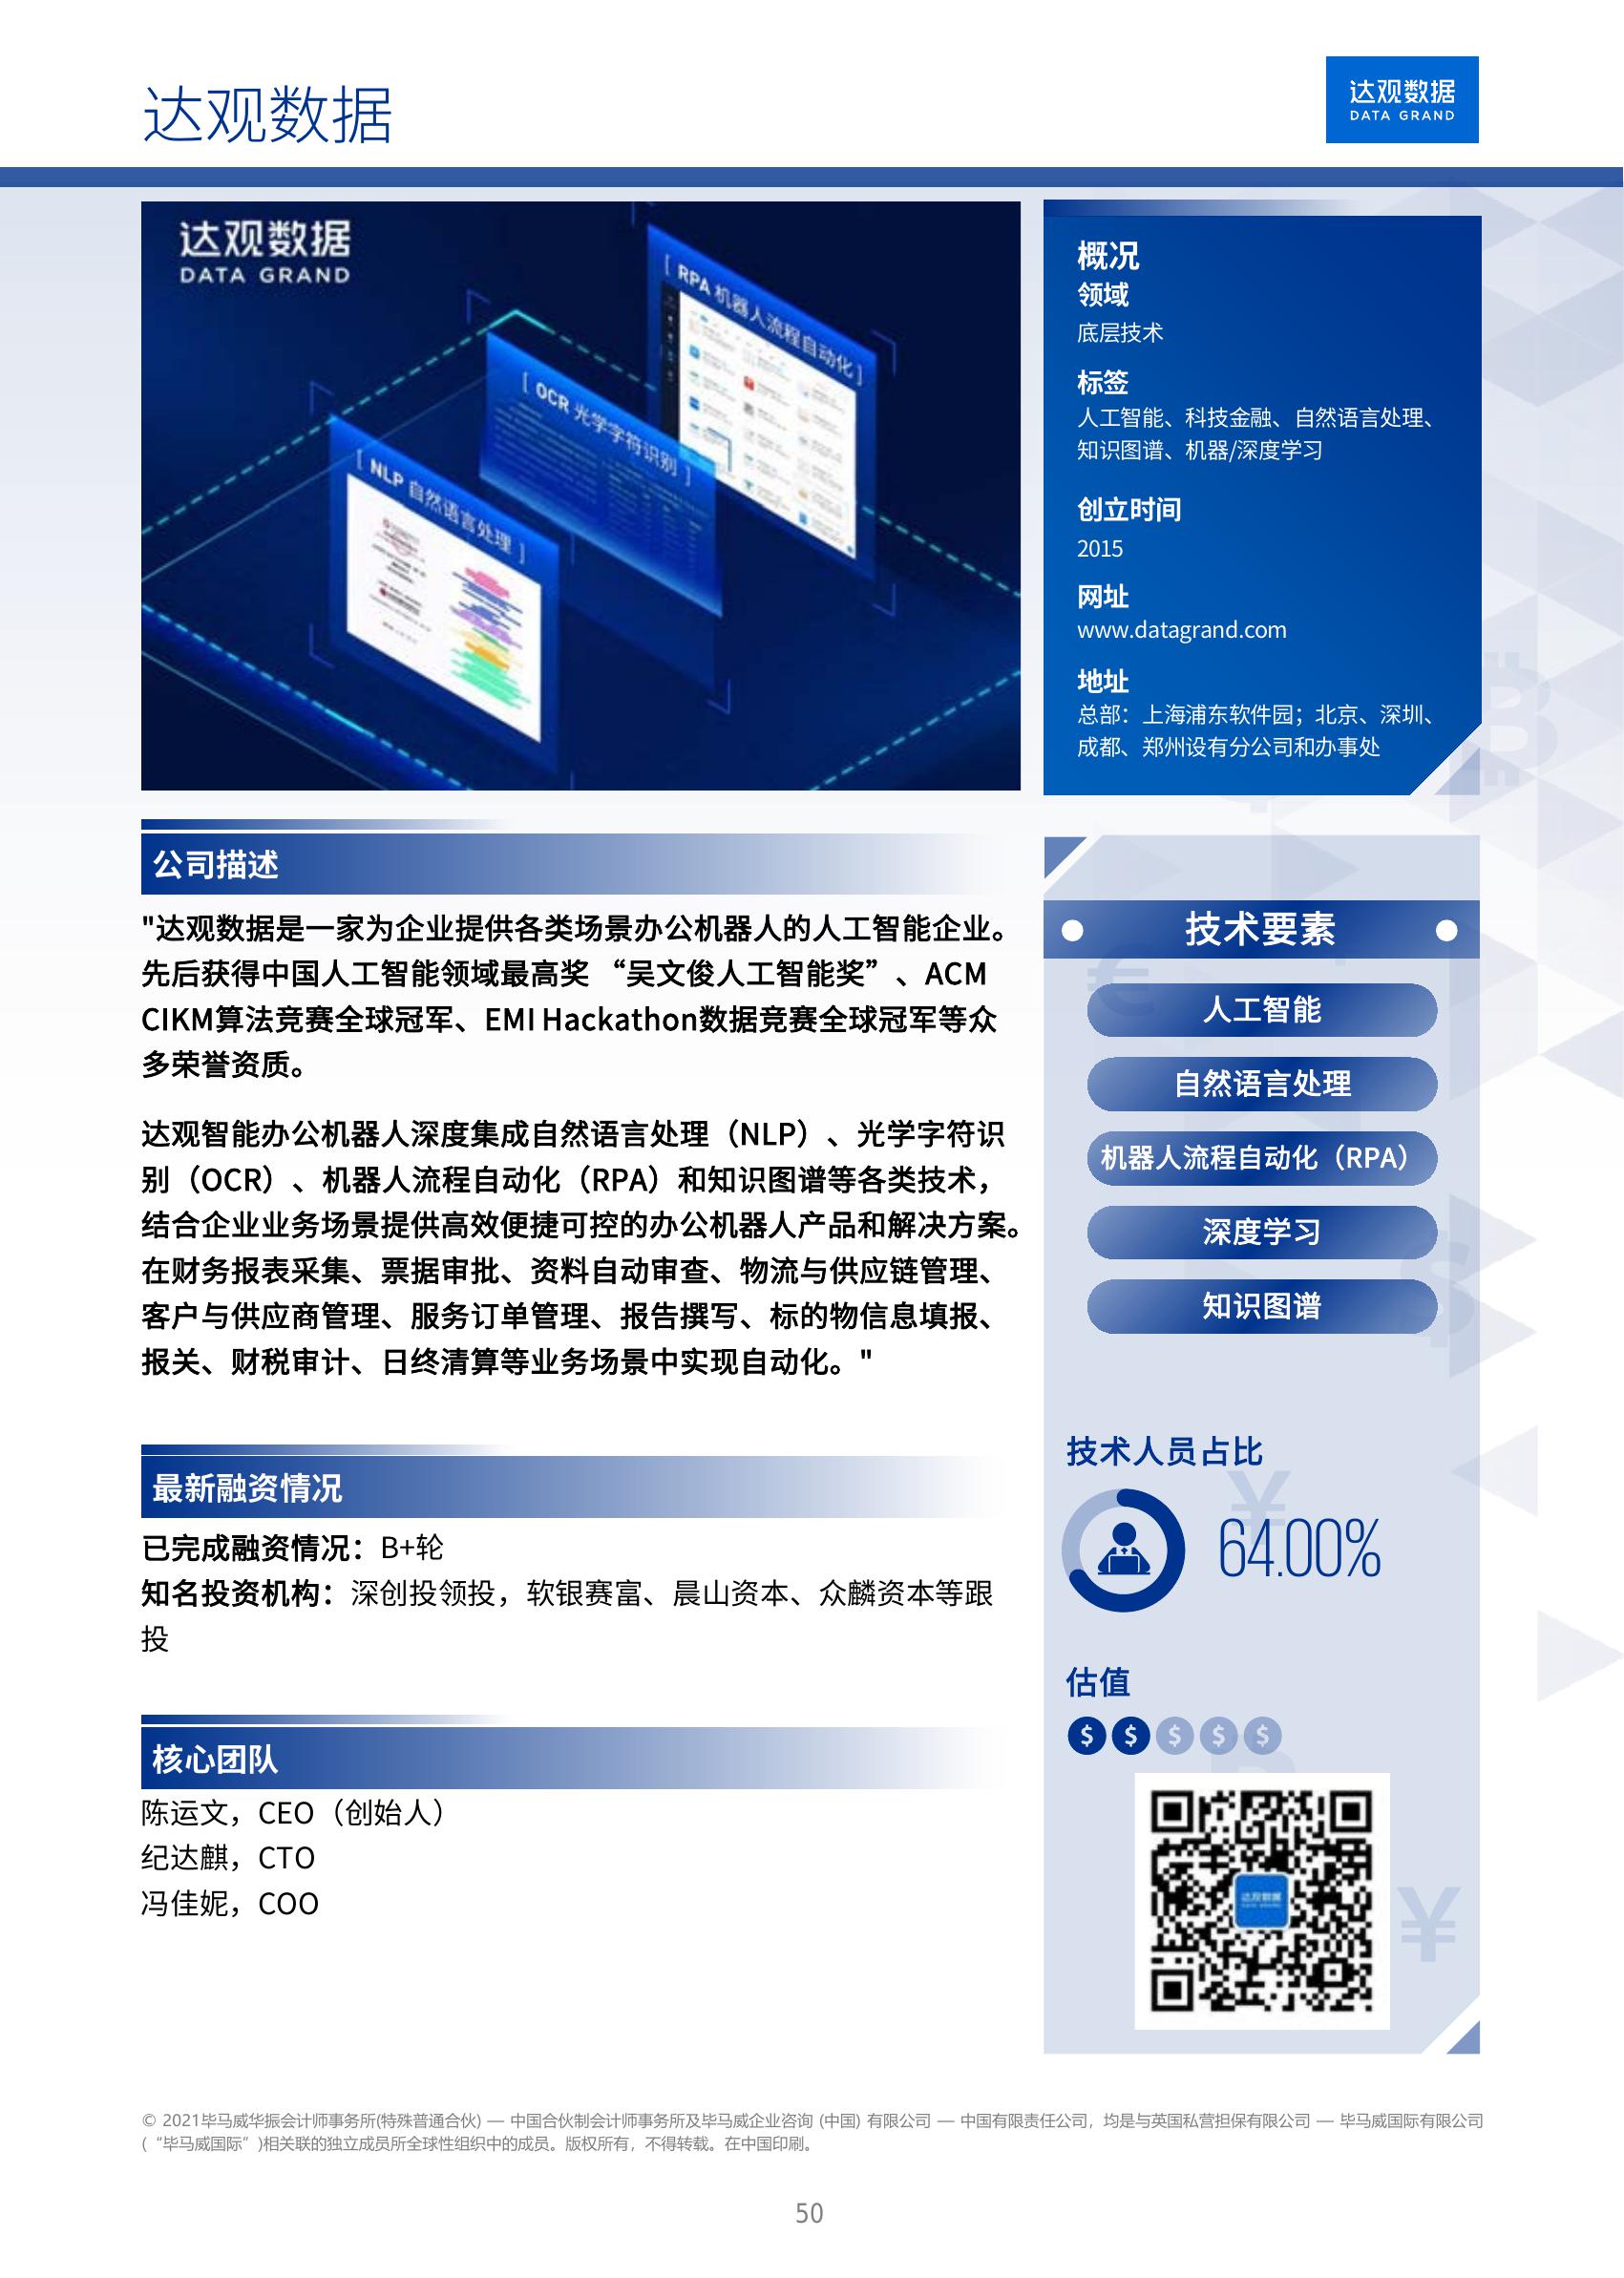 达观数据
达观数据
DATA GRAND
达观数据
DATA GRAND
[ RPA 机器人流程自动化 ]
[ OCR 光学字符识别 ]
[ NLP 自然语言处理 ]
概况
领域
底层技术
标签
人工智能、科技金融、自然语言处理、
知识图谱、机器/深度学习
创立时间
2015
网址
www.datagrand.com
地址
总部：上海浦东软件园；北京、深圳、
成都、郑州设有分公司和办事处
公司描述
"达观数据是一家为企业提供各类场景办公机器人的人工智能企业。
先后获得中国人工智能领域最高奖 “吴文俊人工智能奖”、ACM
CIKM算法竞赛全球冠军、EMI Hackathon数据竞赛全球冠军等众
多荣誉资质。
达观智能办公机器人深度集成自然语言处理（NLP）、光学字符识
别（OCR）、机器人流程自动化（RPA）和知识图谱等各类技术，
结合企业业务场景提供高效便捷可控的办公机器人产品和解决方案。
在财务报表采集、票据审批、资料自动审查、物流与供应链管理、
客户与供应商管理、服务订单管理、报告撰写、标的物信息填报、
报关、财税审计、日终清算等业务场景中实现自动化。"
最新融资情况
已完成融资情况：B+轮
知名投资机构：深创投领投，软银赛富、晨山资本、众麟资本等跟
投
核心团队
陈运文，CEO（创始人）
纪达麒，CTO
冯佳妮，COO
技术要素
人工智能
自然语言处理
机器人流程自动化（RPA）
深度学习
知识图谱
技术人员占比
64.00%
估值
$ $ $ $ $
达观数据
© 2021毕马威华振会计师事务所(特殊普通合伙) — 中国合伙制会计师事务所及毕马威企业咨询 (中国) 有限公司 — 中国有限责任公司，均是与英国私营担保有限公司 — 毕马威国际有限公司
(“毕马威国际”)相关联的独立成员所全球性组织中的成员。版权所有，不得转载。在中国印刷。
50